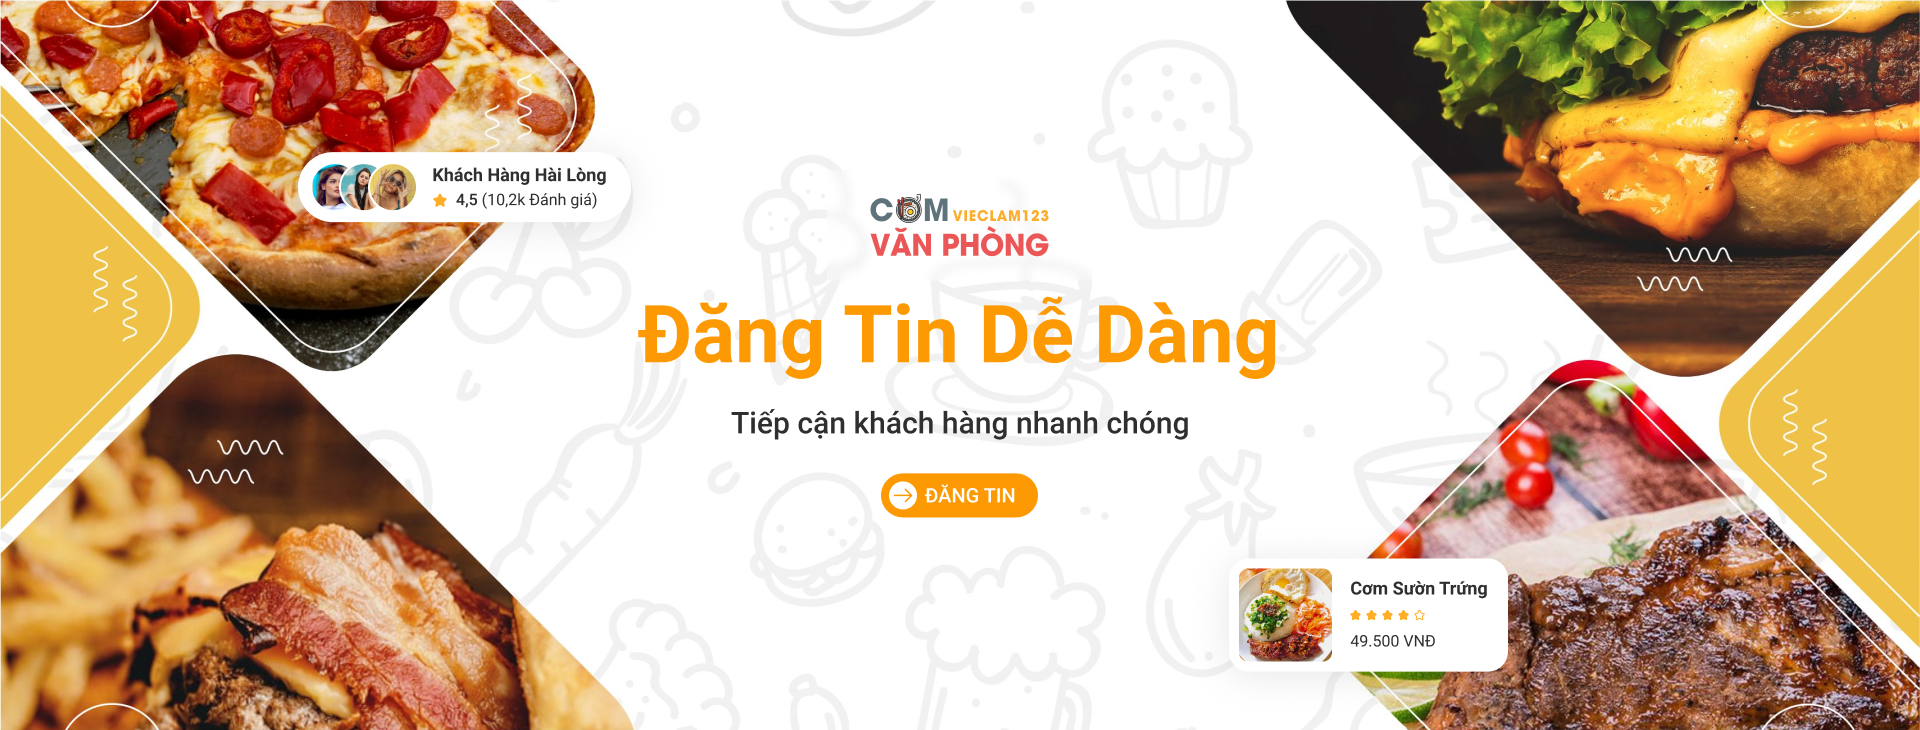 Khách Hàng Hài Lòng
4,5 (10,2k Đánh giá)
CƠM VIECLAM123
VĂN PHÒNG
Đăng Tin Dễ Dàng
Tiếp cận khách hàng nhanh chóng
ĐĂNG TIN
Cơm Sườn Trứng
49.500 VNĐ